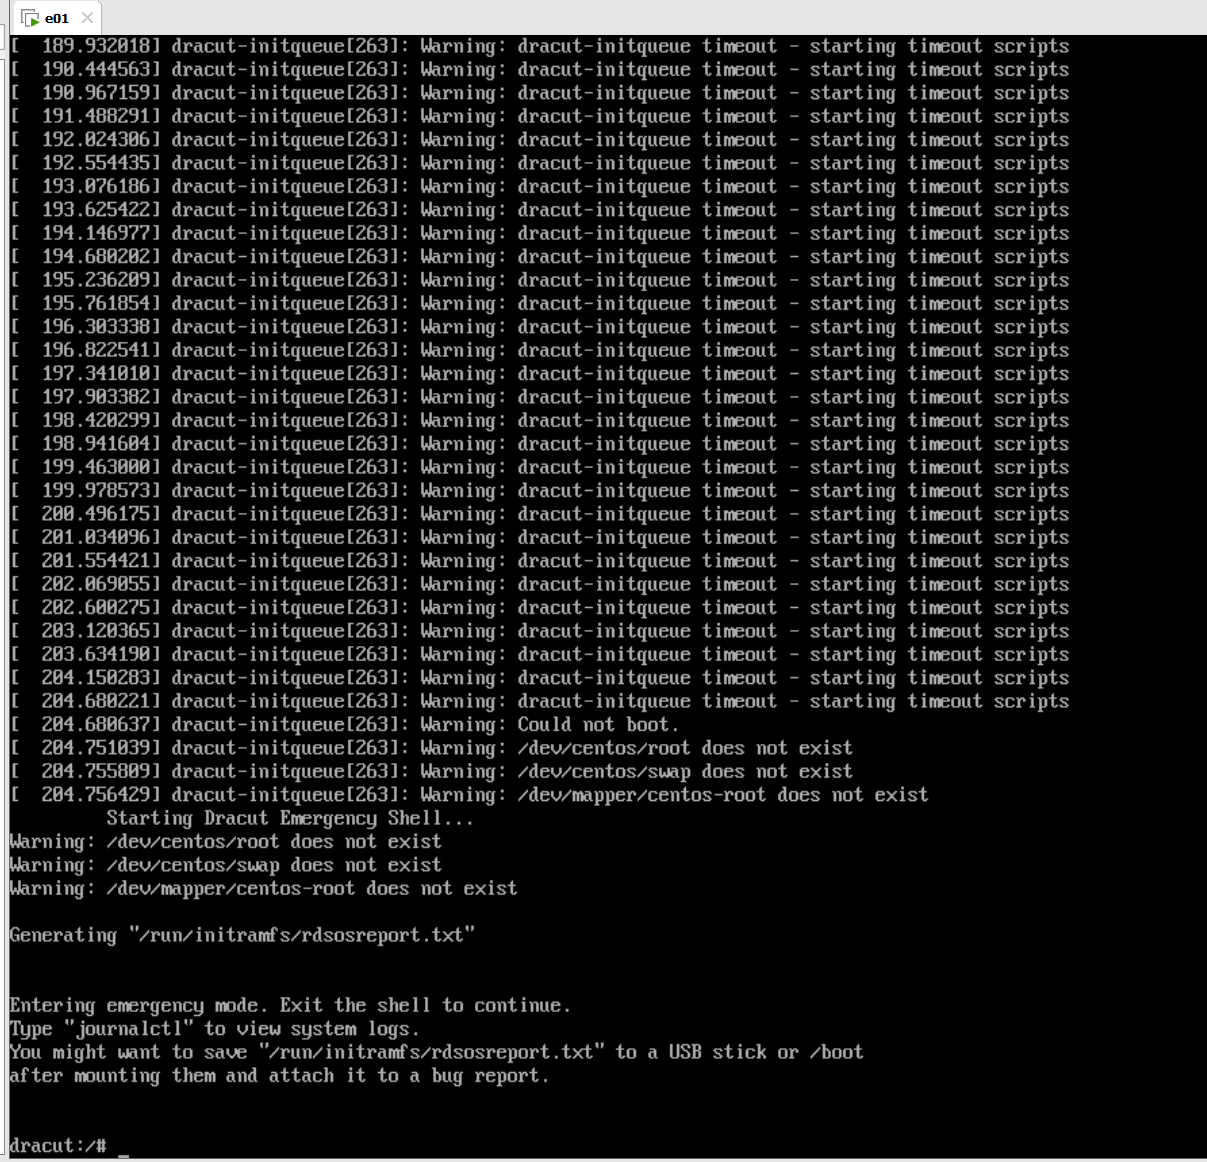 e01
[  189.932018] dracut-initqueue[263]: Warning: dracut-initqueue timeout - starting timeout scripts
[  190.444563] dracut-initqueue[263]: Warning: dracut-initqueue timeout - starting timeout scripts
[  190.967159] dracut-initqueue[263]: Warning: dracut-initqueue timeout - starting timeout scripts
[  191.488291] dracut-initqueue[263]: Warning: dracut-initqueue timeout - starting timeout scripts
[  192.024306] dracut-initqueue[263]: Warning: dracut-initqueue timeout - starting timeout scripts
[  192.554435] dracut-initqueue[263]: Warning: dracut-initqueue timeout - starting timeout scripts
[  193.076186] dracut-initqueue[263]: Warning: dracut-initqueue timeout - starting timeout scripts
[  193.625422] dracut-initqueue[263]: Warning: dracut-initqueue timeout - starting timeout scripts
[  194.146977] dracut-initqueue[263]: Warning: dracut-initqueue timeout - starting timeout scripts
[  194.680202] dracut-initqueue[263]: Warning: dracut-initqueue timeout - starting timeout scripts
[  195.236209] dracut-initqueue[263]: Warning: dracut-initqueue timeout - starting timeout scripts
[  195.761854] dracut-initqueue[263]: Warning: dracut-initqueue timeout - starting timeout scripts
[  196.303338] dracut-initqueue[263]: Warning: dracut-initqueue timeout - starting timeout scripts
[  196.822541] dracut-initqueue[263]: Warning: dracut-initqueue timeout - starting timeout scripts
[  197.341010] dracut-initqueue[263]: Warning: dracut-initqueue timeout - starting timeout scripts
[  197.903382] dracut-initqueue[263]: Warning: dracut-initqueue timeout - starting timeout scripts
[  198.420299] dracut-initqueue[263]: Warning: dracut-initqueue timeout - starting timeout scripts
[  198.941604] dracut-initqueue[263]: Warning: dracut-initqueue timeout - starting timeout scripts
[  199.463000] dracut-initqueue[263]: Warning: dracut-initqueue timeout - starting timeout scripts
[  199.978573] dracut-initqueue[263]: Warning: dracut-initqueue timeout - starting timeout scripts
[  200.496175] dracut-initqueue[263]: Warning: dracut-initqueue timeout - starting timeout scripts
[  201.034096] dracut-initqueue[263]: Warning: dracut-initqueue timeout - starting timeout scripts
[  201.554421] dracut-initqueue[263]: Warning: dracut-initqueue timeout - starting timeout scripts
[  202.069055] dracut-initqueue[263]: Warning: dracut-initqueue timeout - starting timeout scripts
[  202.600275] dracut-initqueue[263]: Warning: dracut-initqueue timeout - starting timeout scripts
[  203.120365] dracut-initqueue[263]: Warning: dracut-initqueue timeout - starting timeout scripts
[  203.634190] dracut-initqueue[263]: Warning: dracut-initqueue timeout - starting timeout scripts
[  204.150283] dracut-initqueue[263]: Warning: dracut-initqueue timeout - starting timeout scripts
[  204.680221] dracut-initqueue[263]: Warning: dracut-initqueue timeout - starting timeout scripts
[  204.680637] dracut-initqueue[263]: Warning: Could not boot.
[  204.751039] dracut-initqueue[263]: Warning: /dev/centos/root does not exist
[  204.755809] dracut-initqueue[263]: Warning: /dev/centos/swap does not exist
[  204.756429] dracut-initqueue[263]: Warning: /dev/mapper/centos-root does not exist
         Starting Dracut Emergency Shell...
Warning: /dev/centos/root does not exist
Warning: /dev/centos/swap does not exist
Warning: /dev/mapper/centos-root does not exist
Generating "/run/initramfs/rdsosreport.txt"
Entering emergency mode. Exit the shell to continue.
Type "journalctl" to view system logs.
You might want to save "/run/initramfs/rdsosreport.txt" to a USB stick or /boot
after mounting them and attach it to a bug report.
dracut:/# _